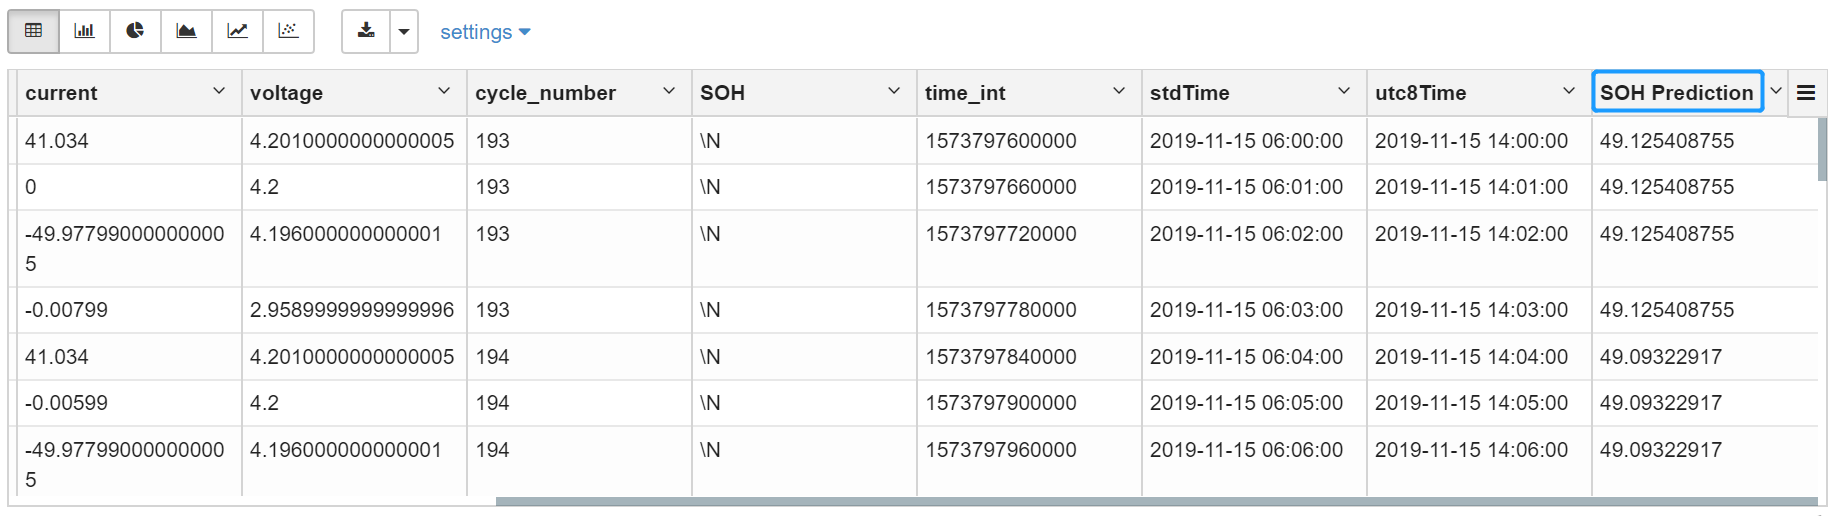 settings
current voltage cycle_number SOH time_int stdTime utc8Time SOH Prediction
41.034 4.2010000000000005 193 \N 1573797600000 2019-11-15 06:00:00 2019-11-15 14:00:00 49.125408755
0 4.2 193 \N 1573797660000 2019-11-15 06:01:00 2019-11-15 14:01:00 49.125408755
-49.97799000000000 4.196000000000001 193 \N 1573797720000 2019-11-15 06:02:00 2019-11-15 14:02:00 49.125408755
5
-0.00799 2.9589999999999996 193 \N 1573797780000 2019-11-15 06:03:00 2019-11-15 14:03:00 49.125408755
41.034 4.2010000000000005 194 \N 1573797840000 2019-11-15 06:04:00 2019-11-15 14:04:00 49.09322917
-0.00599 4.2 194 \N 1573797900000 2019-11-15 06:05:00 2019-11-15 14:05:00 49.09322917
-49.97799000000000 4.196000000000001 194 \N 1573797960000 2019-11-15 06:06:00 2019-11-15 14:06:00 49.09322917
5